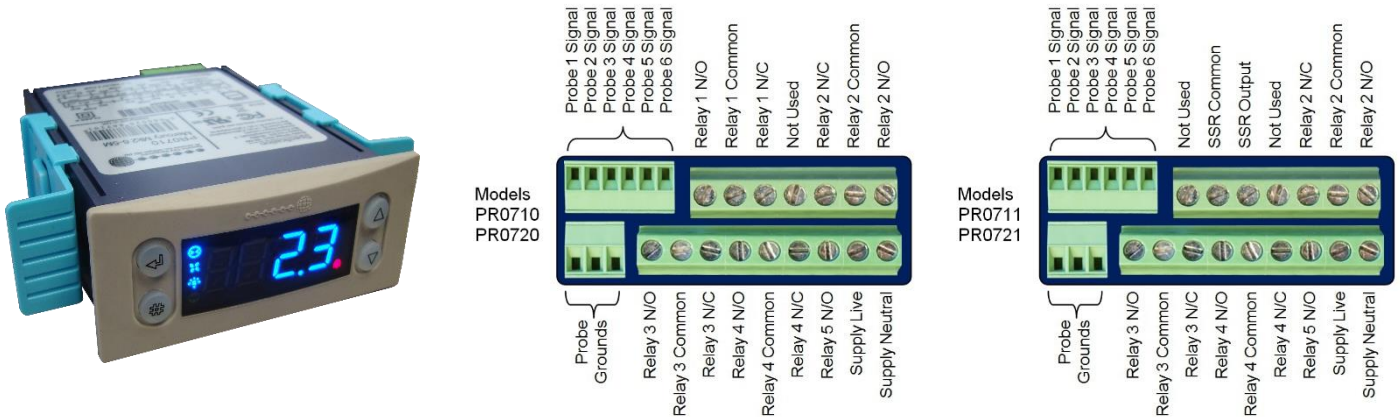 PR0710
2.3
Models
PR0710
PR0720
Probe 1 Signal
Probe 2 Signal
Probe 3 Signal
Probe 4 Signal
Probe 5 Signal
Probe 6 Signal
Relay 1 N/O
Relay 1 Common
Relay 1 N/C
Not Used
Relay 2 N/C
Relay 2 Common
Relay 2 N/O
Probe
Grounds
Relay 3 N/O
Relay 3 Common
Relay 3 N/C
Relay 4 N/O
Relay 4 Common
Relay 4 N/C
Relay 5 N/O
Supply Live
Supply Neutral
Models
PR0711
PR0721
Probe 1 Signal
Probe 2 Signal
Probe 3 Signal
Probe 4 Signal
Probe 5 Signal
Probe 6 Signal
Not Used
SSR Common
SSR Output
Not Used
Relay 2 N/C
Relay 2 Common
Relay 2 N/O
Probe
Grounds
Relay 3 N/O
Relay 3 Common
Relay 3 N/C
Relay 4 N/O
Relay 4 Common
Relay 4 N/C
Relay 5 N/O
Supply Live
Supply Neutral